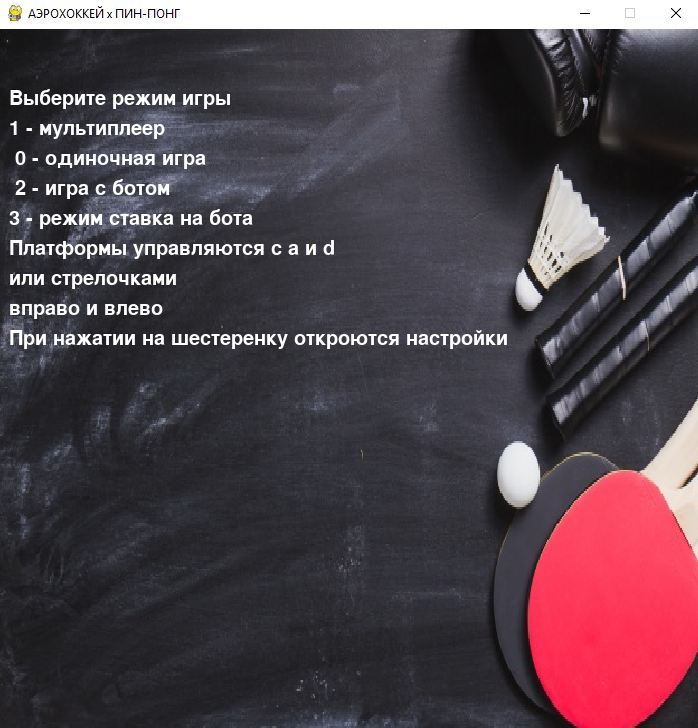 АЭРОХОККЕЙ х ПИН-ПОНГ
Выберите режим игры
1 - мультиплеер
0 - одиночная игра
2 - игра с ботом
3 - режим ставка на бота
Платформы управляются с a и d
или стрелочками
вправо и влево
При нажатии на шестеренку откроются настройки